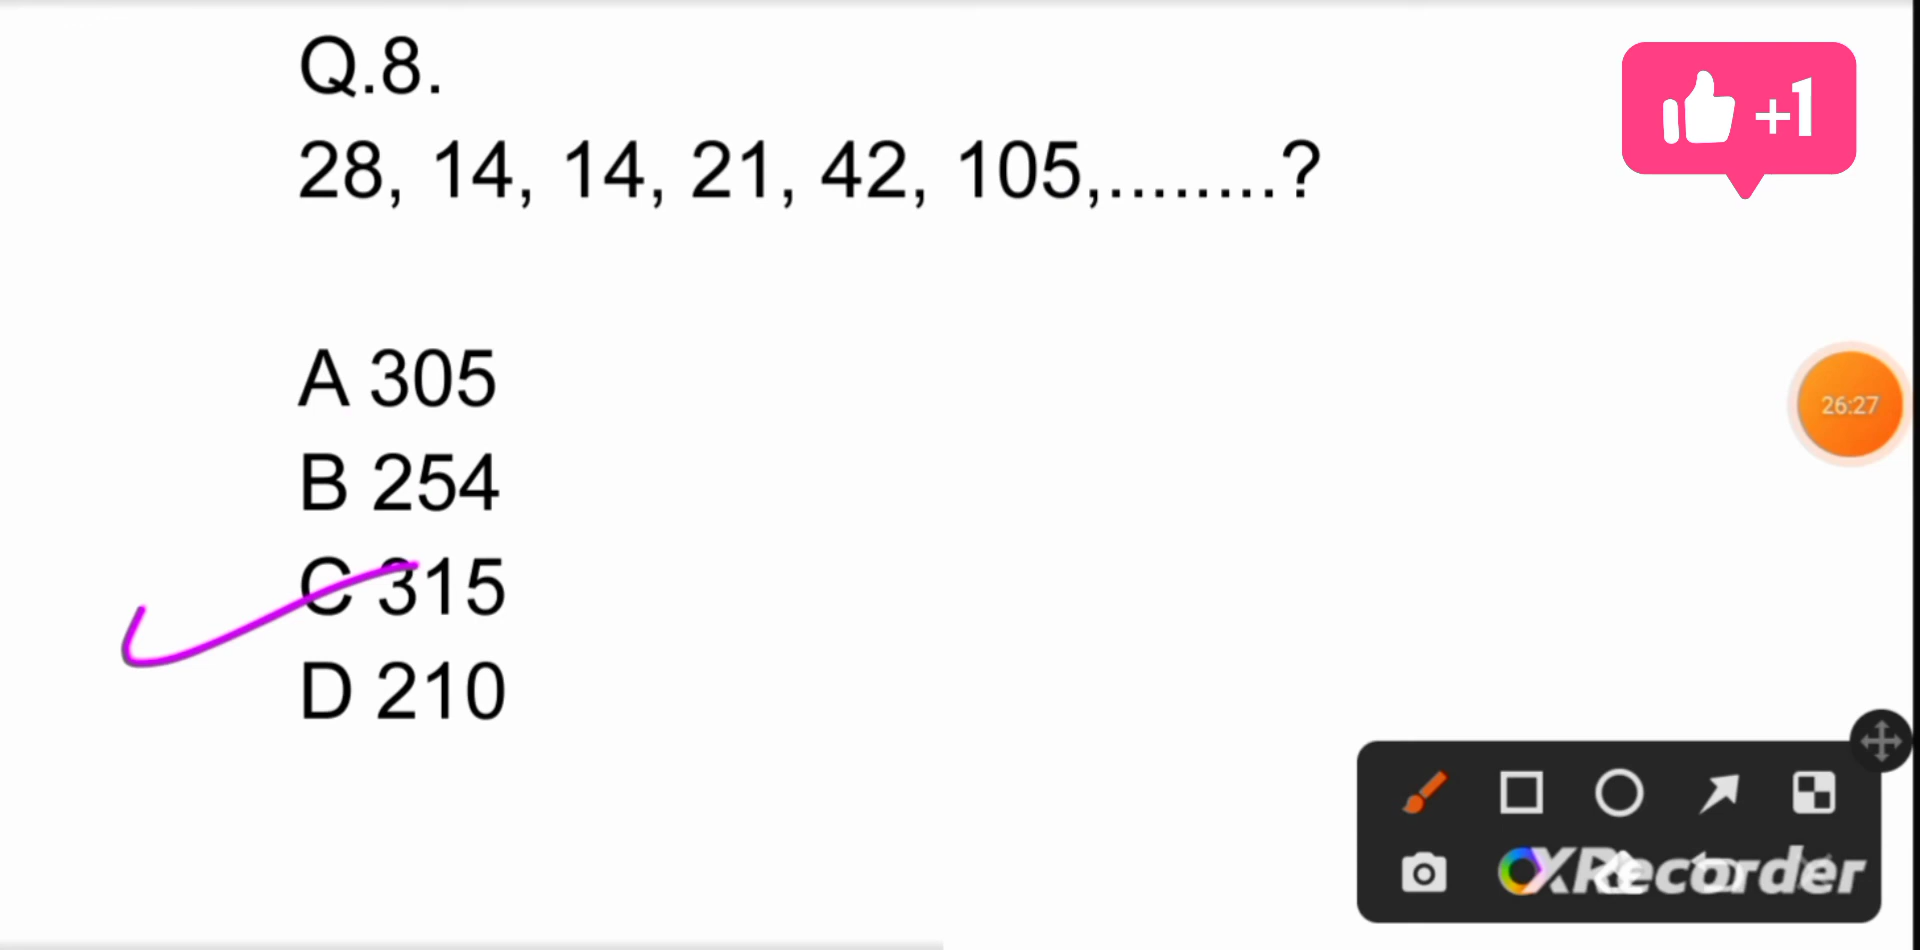 Q.8.
28, 14, 14, 21, 42, 105,........?
A 305
B 254
C 315
D 210
+1
26:27
XRecorder